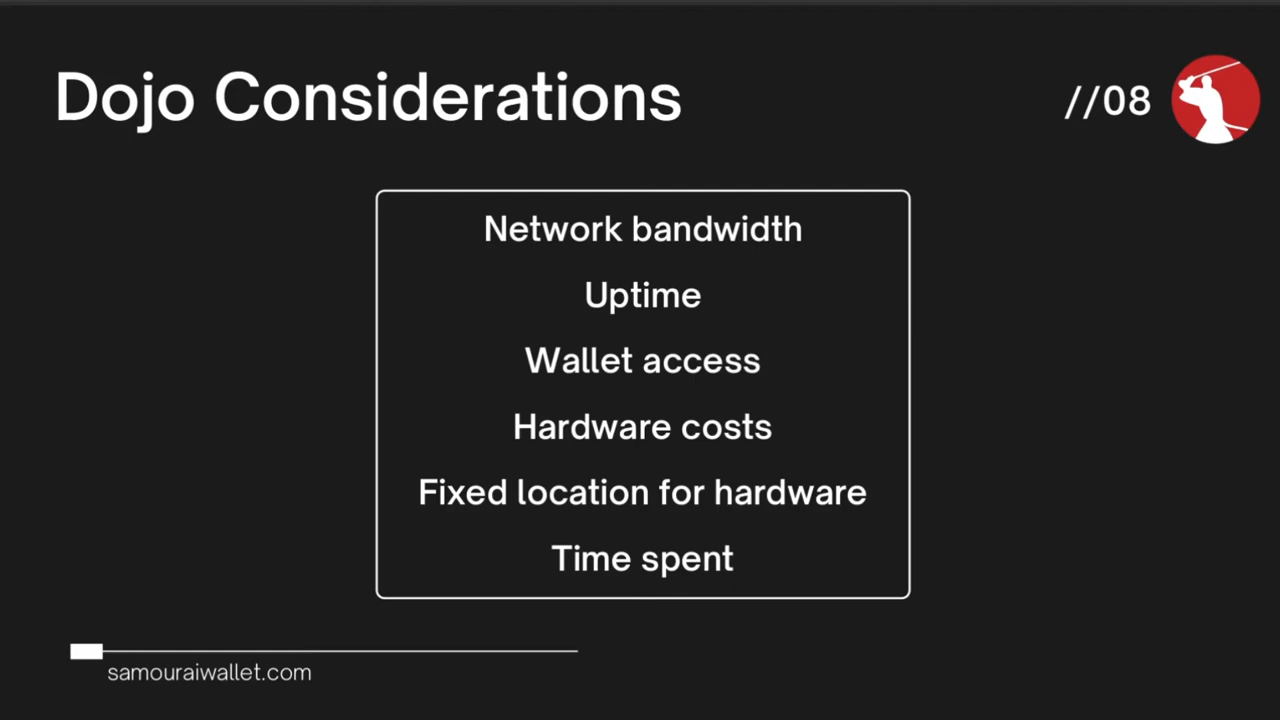 Dojo Considerations
//08
Network bandwidth
Uptime
Wallet access
Hardware costs
Fixed location for hardware
Time spent
samouraiwallet.com